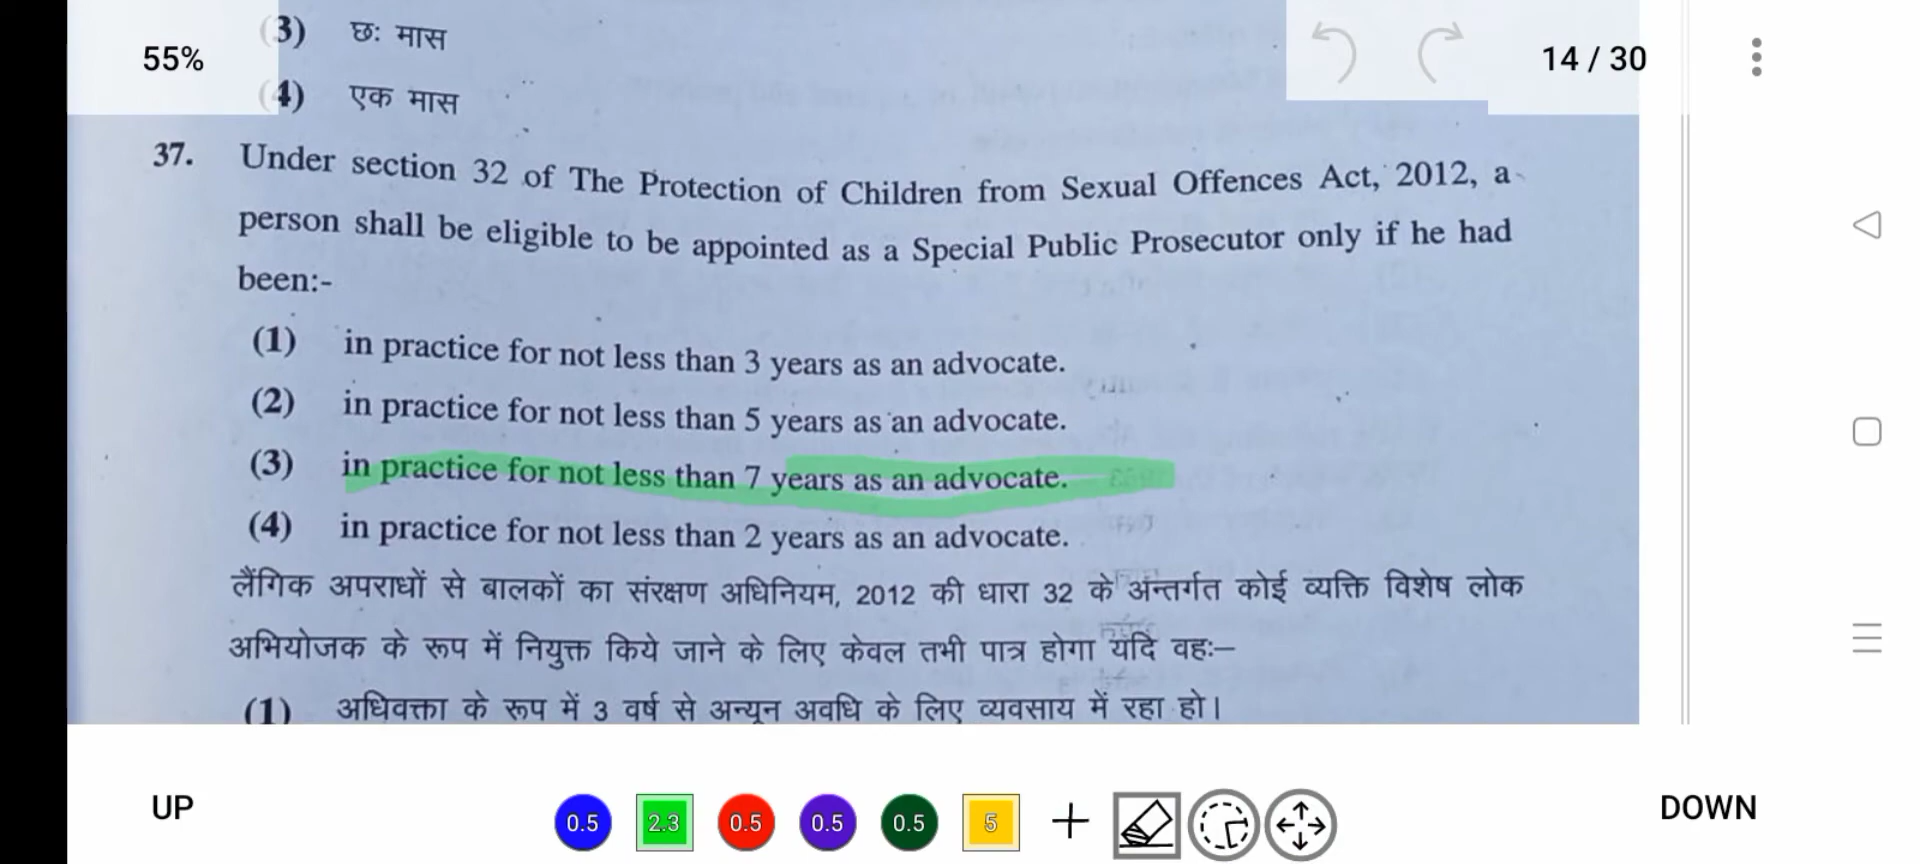 (3) छः मास
55%
14 / 30
(4) एक मास
37. Under section 32 of The Protection of Children from Sexual Offences Act, 2012, a
person shall be eligible to be appointed as a Special Public Prosecutor only if he had
been:-
(1) in practice for not less than 3 years as an advocate.
(2) in practice for not less than 5 years as an advocate.
(3) in practice for not less than 7 years as an advocate.
(4) in practice for not less than 2 years as an advocate.
लैंगिक अपराधों से बालकों का संरक्षण अधिनियम, 2012 की धारा 32 के अन्तर्गत कोई व्यक्ति विशेष लोक
अभियोजक के रूप में नियुक्त किये जाने के लिए केवल तभी पात्र होगा यदि वहः–
(1) अधिवक्ता के रूप में 3 वर्ष से अन्यून अवधि के लिए व्यवसाय में रहा हो।
UP
0.5 2.3 0.5 0.5 0.5 5
DOWN